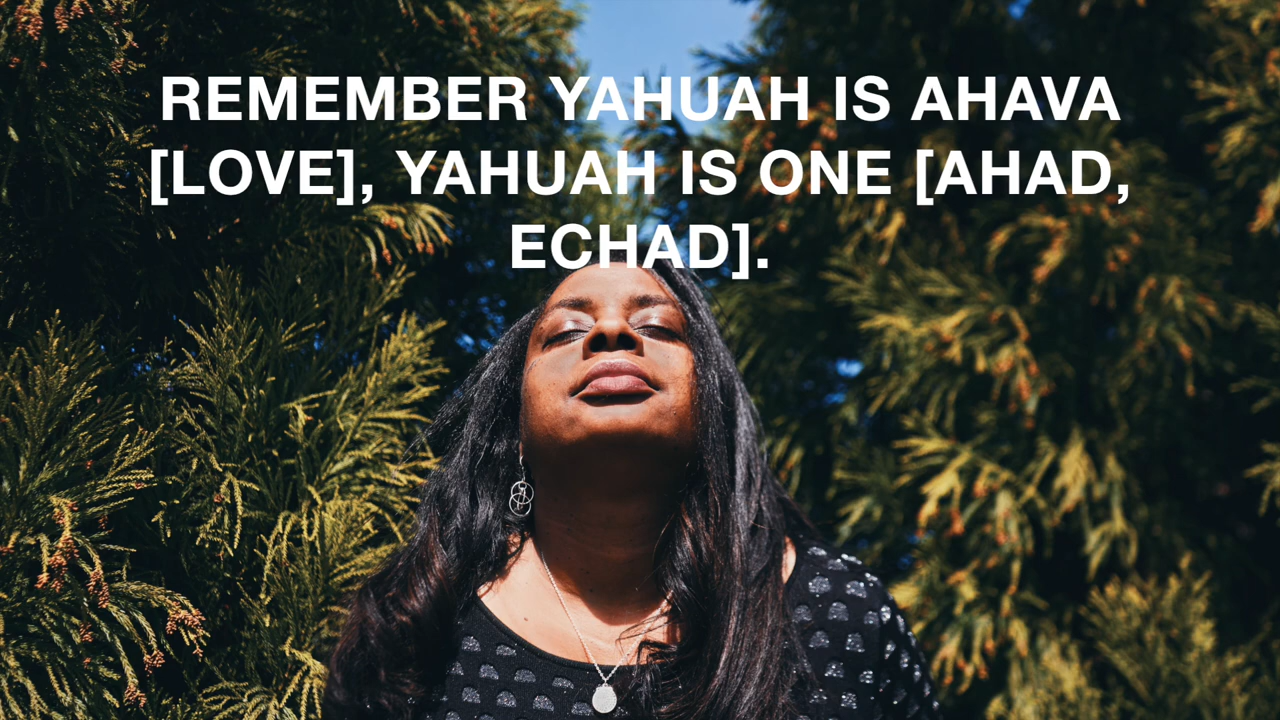 REMEMBER YAHUAH IS AHAVA
[LOVE], YAHUAH IS ONE [AHAD,
ECHAD].